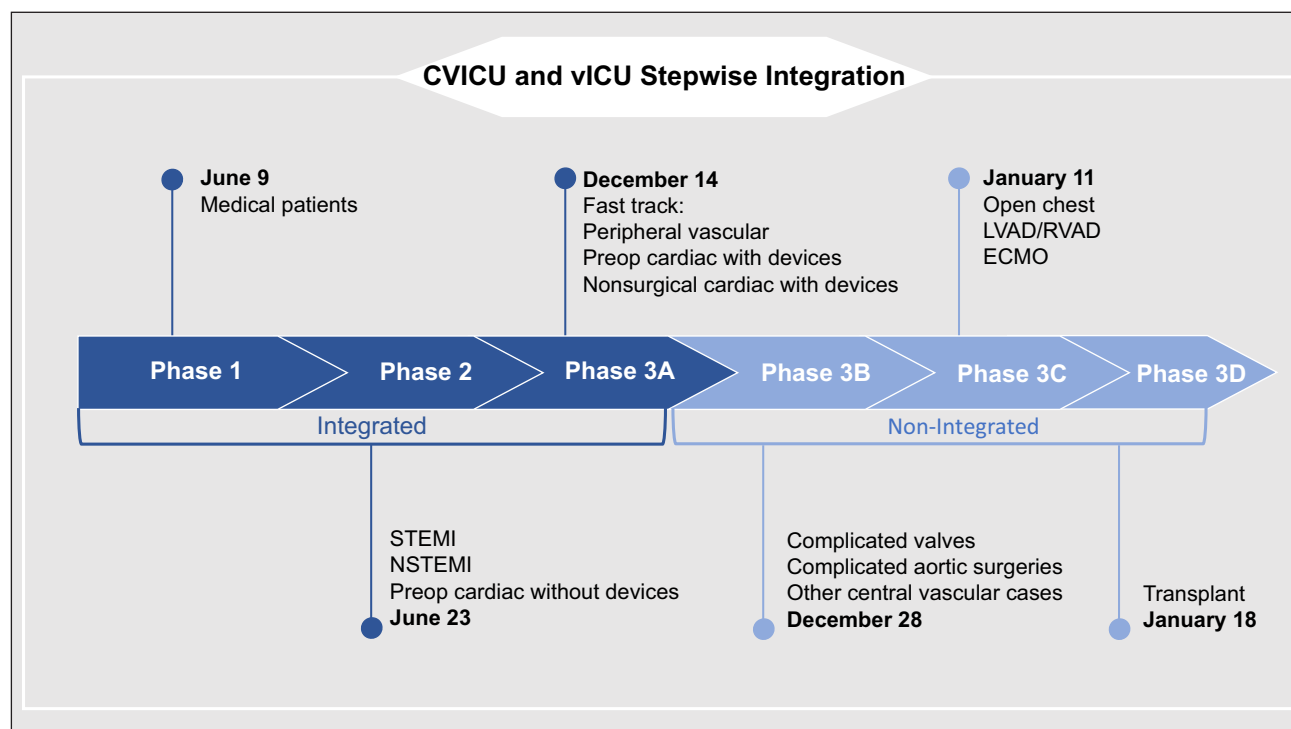 CVICU and vICU Stepwise Integration
June 9
Medical patients
December 14
Fast track:
Peripheral vascular
Preop cardiac with devices
Nonsurgical cardiac with devices
January 11
Open chest
LVAD/RVAD
ECMO
Phase 1
Phase 2
Phase 3A
Phase 3B
Phase 3C
Phase 3D
Integrated
Non-Integrated
STEMI
NSTEMI
Preop cardiac without devices
June 23
Complicated valves
Complicated aortic surgeries
Other central vascular cases
December 28
Transplant
January 18